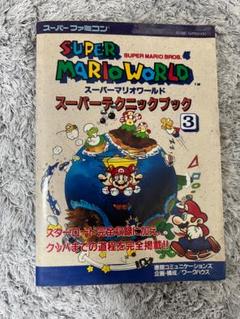 スーパーファミコン
SUPER MARIO BROS. 4
SUPER
MARIO WORLD
スーパーマリオワールド
スーパーテクニックブック
3
スターロードも完全収録に加え、
クッパまでの道程を完全掲載!!
徳間コミュニケーションズ
企画・構成/ワークハウス